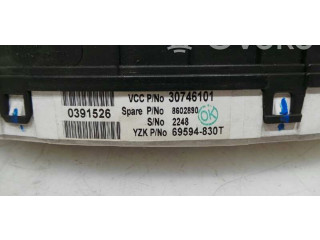 VCC P/No 30746101
0391526 Spare P/No 8602890
S/No 2248
OK
YZK P/No 69594-830T